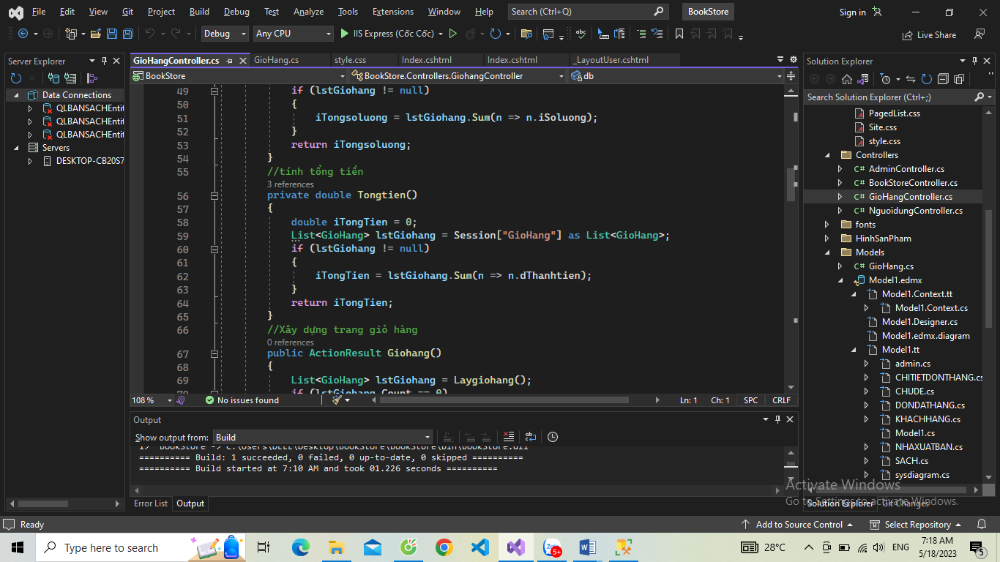 File Edit View Git Project Build Debug Test Analyze Tools Extensions Window Help Search (Ctrl+Q) BookStore Sign in
Debug Any CPU IIS Express (Cốc Cốc) Live Share
Server Explorer
Data Connections
QLBANSACHEntit
QLBANSACHEntit
QLBANSACHEntit
Servers
DESKTOP-CB20S7
GioHangController.cs GioHang.cs style.css Index.cshtml Index.cshtml _LayoutUser.cshtml
BookStore BookStore.Controllers.GiohangController db
49 if (lstGiohang != null)
50 {
51 iTongsoluong = lstGiohang.Sum(n => n.iSoluong);
52 }
53 return iTongsoluong;
54 }
55 //tính tổng tiền
3 references
56 private double Tongtien()
57 {
58 double iTongTien = 0;
59 List<GioHang> lstGiohang = Session["GioHang"] as List<GioHang>;
60 if (lstGiohang != null)
61 {
62 iTongTien = lstGiohang.Sum(n => n.dThanhtien);
63 }
64 return iTongTien;
65 }
66 //Xây dựng trang giỏ hàng
0 references
67 public ActionResult Giohang()
68 {
69 List<GioHang> lstGiohang = Laygiohang();
70 if (lstGiohang.Count == 0)
108 % No issues found Ln: 1 Ch: 1 SPC CRLF
Output
Show output from: Build
1> BookStore -> C:\Users\DELL\Desktop\BookStore\BookStore\bin\BookStore.dll
========== Build: 1 succeeded, 0 failed, 0 up-to-date, 0 skipped ==========
========== Build started at 7:10 AM and took 01.226 seconds ==========
Error List Output
Solution Explorer
Search Solution Explorer (Ctrl+;)
PagedList.css
Site.css
style.css
Controllers
C# AdminController.cs
C# BookStoreController.cs
C# GioHangController.cs
C# NguoidungController.cs
fonts
HinhSanPham
Models
C# GioHang.cs
Model1.edmx
Model1.Context.tt
Model1.Context.cs
Model1.Designer.cs
Model1.edmx.diagram
Model1.tt
admin.cs
CHITIETDONTHANG.cs
CHUDE.cs
DONDATHANG.cs
KHACHHANG.cs
Model1.cs
NHAXUATBAN.cs
SACH.cs
sysdiagram.cs
Activate Windows
Go to Settings to activate Windows.
Solution Explorer Git Changes
Ready Add to Source Control Select Repository
Type here to search 5+ 28°C ENG 7:18 AM
5/18/2023 5